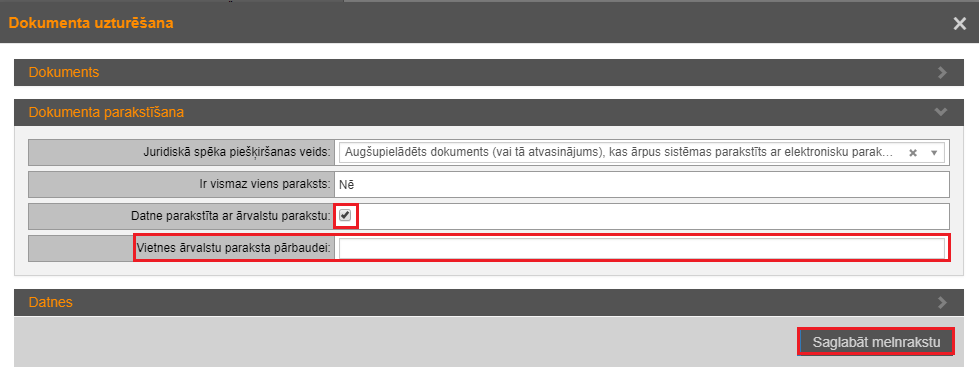 Dokumenta uzturēšana
Dokuments
Dokumenta parakstīšana
Juridiskā spēka piešķiršanas veids: Augšupielādēts dokuments (vai tā atvasinājums), kas ārpus sistēmas parakstīts ar elektronisku parak...
Ir vismaz viens paraksts: Nē
Datne parakstīta ar ārvalstu parakstu:
Vietnes ārvalstu paraksta pārbaudei:
Datnes
Saglabāt melnrakstu